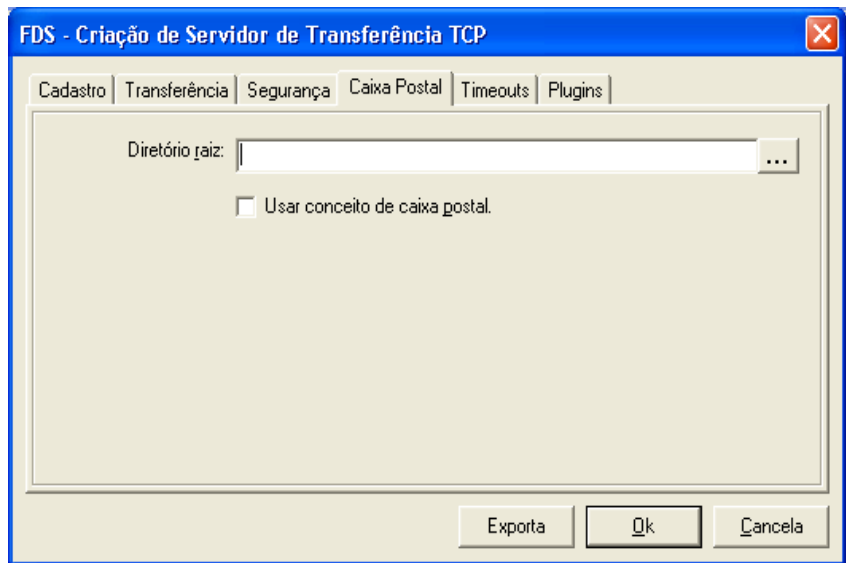 FDS - Criação de Servidor de Transferência TCP
Cadastro Transferência Segurança Caixa Postal Timeouts Plugins
Diretório raiz: ...
Usar conceito de caixa postal.
Exporta Ok Cancela